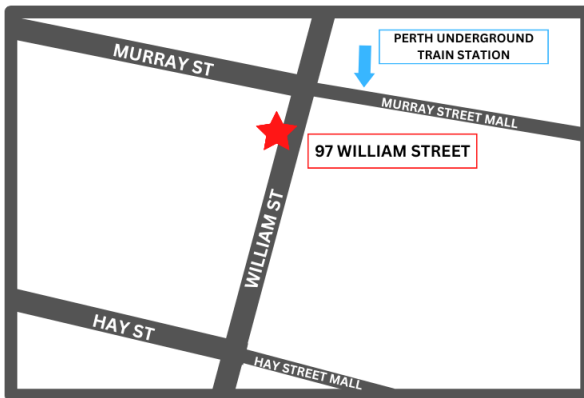 PERTH UNDERGROUND
TRAIN STATION
MURRAY ST
MURRAY STREET MALL
97 WILLIAM STREET
WILLIAM ST
HAY ST
HAY STREET MALL